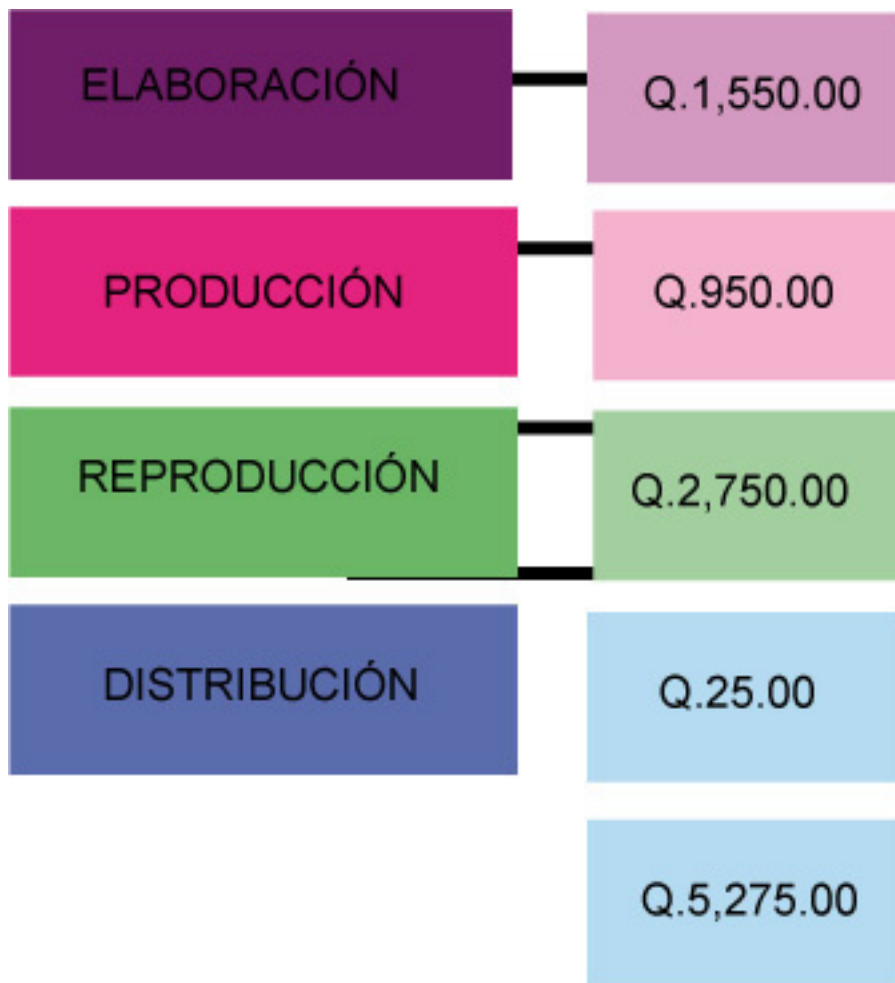 ELABORACIÓN Q.1,550.00
PRODUCCIÓN Q.950.00
REPRODUCCIÓN Q.2,750.00
DISTRIBUCIÓN Q.25.00
Q.5,275.00